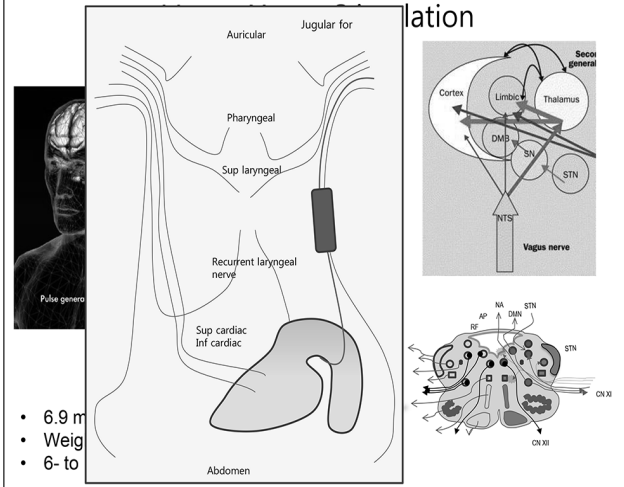 lation
Jugular for
Auricular
Pharyngeal
Sup laryngeal
Recurrent laryngeal
nerve
Sup cardiac
Inf cardiac
Abdomen
Pulse genera
• 6.9 m
• Weig
• 6- to
Secon
general
Cortex
Limbic
Thalamus
DMB
SN
STN
NTS
Vagus nerve
NA
STN
AP
DMN
RF
STN
CN XI
CN XII